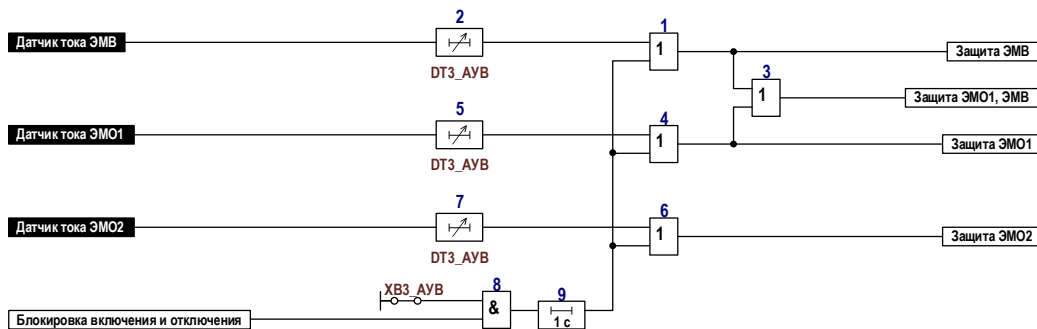 2
1
Датчик тока ЭМВ
1
Защита ЭМВ
DT3_АУВ
3
1
Защита ЭМО1, ЭМВ
5
4
Датчик тока ЭМО1
1
Защита ЭМО1
DT3_АУВ
7
6
Датчик тока ЭМО2
1
Защита ЭМО2
DT3_АУВ
XB3_АУВ
8
9
&
Блокировка включения и отключения
1 с